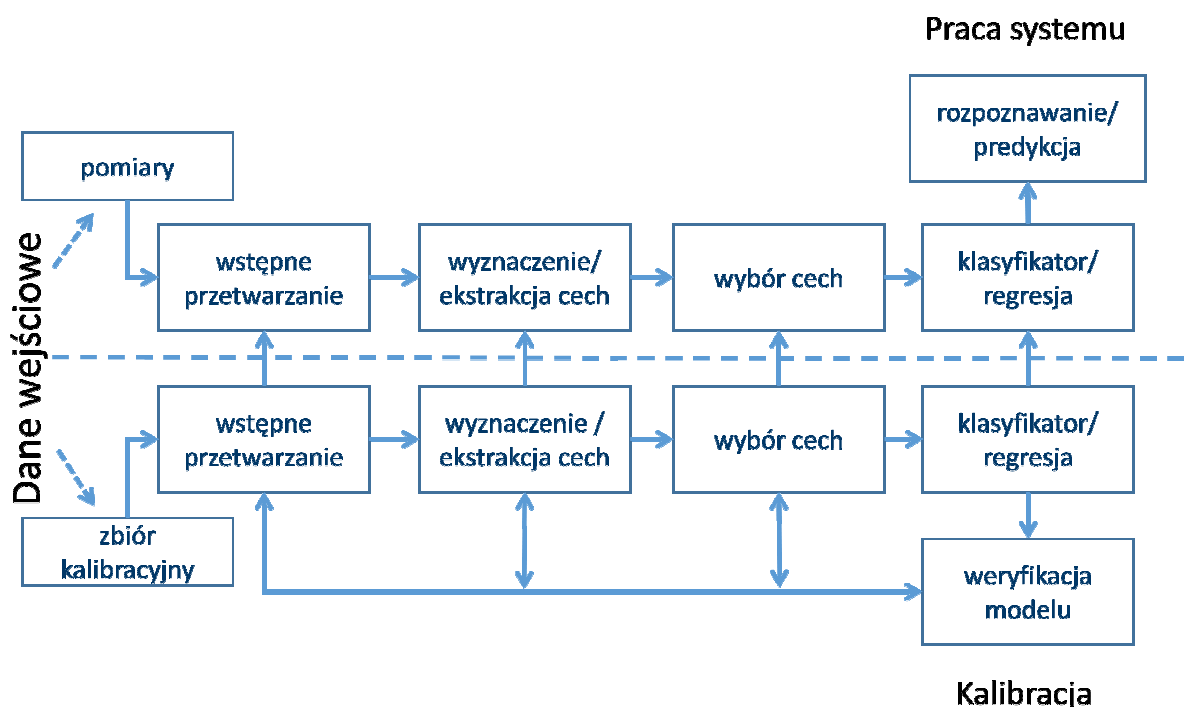 Praca systemu
rozpoznawanie/
predykcja
pomiary
Dane wejściowe
wstępne
przetwarzanie
wyznaczenie/
ekstrakcja cech
wybór cech
klasyfikator/
regresja
wstępne
przetwarzanie
wyznaczenie /
ekstrakcja cech
wybór cech
klasyfikator/
regresja
zbiór
kalibracyjny
weryfikacja
modelu
Kalibracja